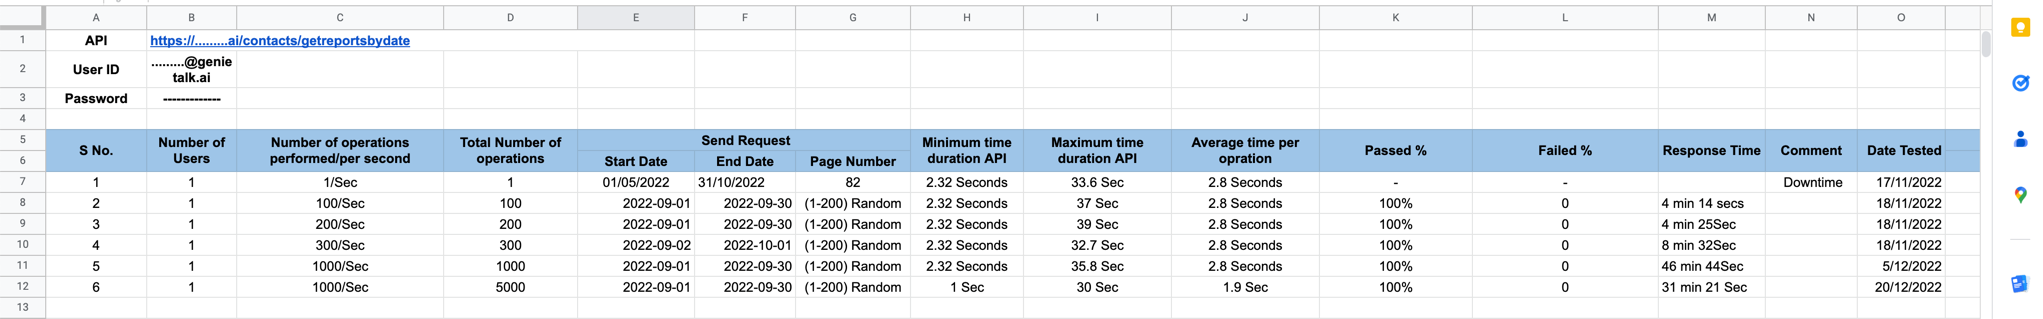 A B C D E F G H I J K L M N O
1 API https://.........ai/contacts/getreportsbydate
2 User ID .........@genie
talk.ai
3 Password -------------
4
5 S No. Number of Users Number of operations performed/per second Total Number of operations Send Request Minimum time duration API Maximum time duration API Average time per opration Passed % Failed % Response Time Comment Date Tested
6 Start Date End Date Page Number
7 1 1 1/Sec 1 01/05/2022 31/10/2022 82 2.32 Seconds 33.6 Sec 2.8 Seconds - - Downtime 17/11/2022
8 2 1 100/Sec 100 2022-09-01 2022-09-30 (1-200) Random 2.32 Seconds 37 Sec 2.8 Seconds 100% 0 4 min 14 secs 18/11/2022
9 3 1 200/Sec 200 2022-09-01 2022-09-30 (1-200) Random 2.32 Seconds 39 Sec 2.8 Seconds 100% 0 4 min 25Sec 18/11/2022
10 4 1 300/Sec 300 2022-09-02 2022-10-01 (1-200) Random 2.32 Seconds 32.7 Sec 2.8 Seconds 100% 0 8 min 32Sec 18/11/2022
11 5 1 1000/Sec 1000 2022-09-01 2022-09-30 (1-200) Random 2.32 Seconds 35.8 Sec 2.8 Seconds 100% 0 46 min 44Sec 5/12/2022
12 6 1 1000/Sec 5000 2022-09-01 2022-09-30 (1-200) Random 1 Sec 30 Sec 1.9 Sec 100% 0 31 min 21 Sec 20/12/2022
13